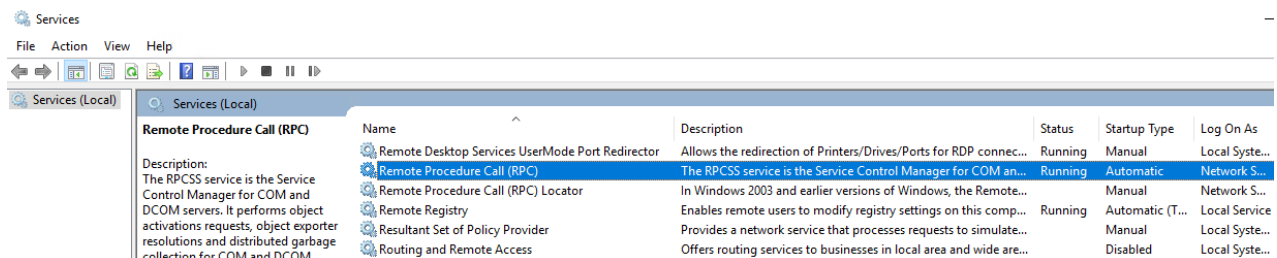 Services
File Action View Help
Services (Local)
Services (Local)
Remote Procedure Call (RPC)
Description:
The RPCSS service is the Service
Control Manager for COM and
DCOM servers. It performs object
activations requests, object exporter
resolutions and distributed garbage
collection for COM and DCOM
Name Description Status Startup Type Log On As
Remote Desktop Services UserMode Port Redirector Allows the redirection of Printers/Drives/Ports for RDP connec... Running Manual Local Syste...
Remote Procedure Call (RPC) The RPCSS service is the Service Control Manager for COM an... Running Automatic Network S...
Remote Procedure Call (RPC) Locator In Windows 2003 and earlier versions of Windows, the Remote... Manual Network S...
Remote Registry Enables remote users to modify registry settings on this comp... Running Automatic (T... Local Service
Resultant Set of Policy Provider Provides a network service that processes requests to simulate... Manual Local Syste...
Routing and Remote Access Offers routing services to businesses in local area and wide are... Disabled Local Syste...